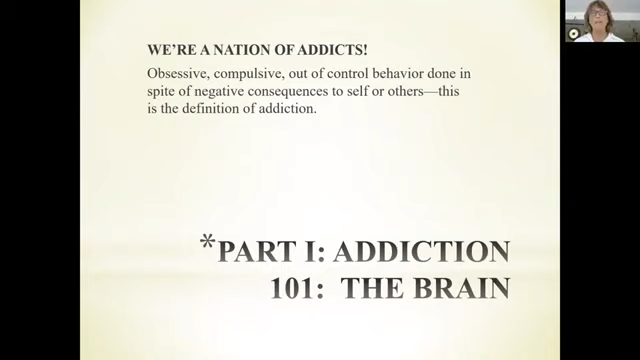 WE'RE A NATION OF ADDICTS!
Obsessive, compulsive, out of control behavior done in
spite of negative consequences to self or others—this
is the definition of addiction.
*PART I: ADDICTION
101: THE BRAIN